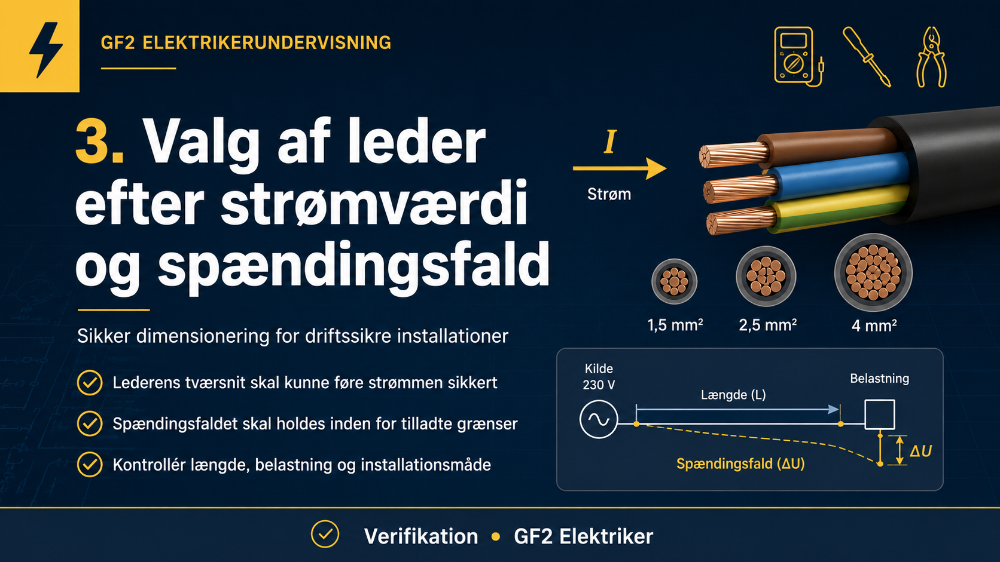 GF2 ELEKTRIKERUNDERVISNING
3. Valg af leder
efter strømværdi
og spændingsfald
Sikker dimensionering for driftssikre installationer
Lederens tværsnit skal kunne føre strømmen sikkert
Spændingsfaldet skal holdes inden for tilladte grænser
Kontrollér længde, belastning og installationsmåde
I
Strøm
1,5 mm²
2,5 mm²
4 mm²
Kilde
230 V
Længde (L)
Belastning
Spændingsfald (ΔU)
ΔU
Verifikation • GF2 Elektriker